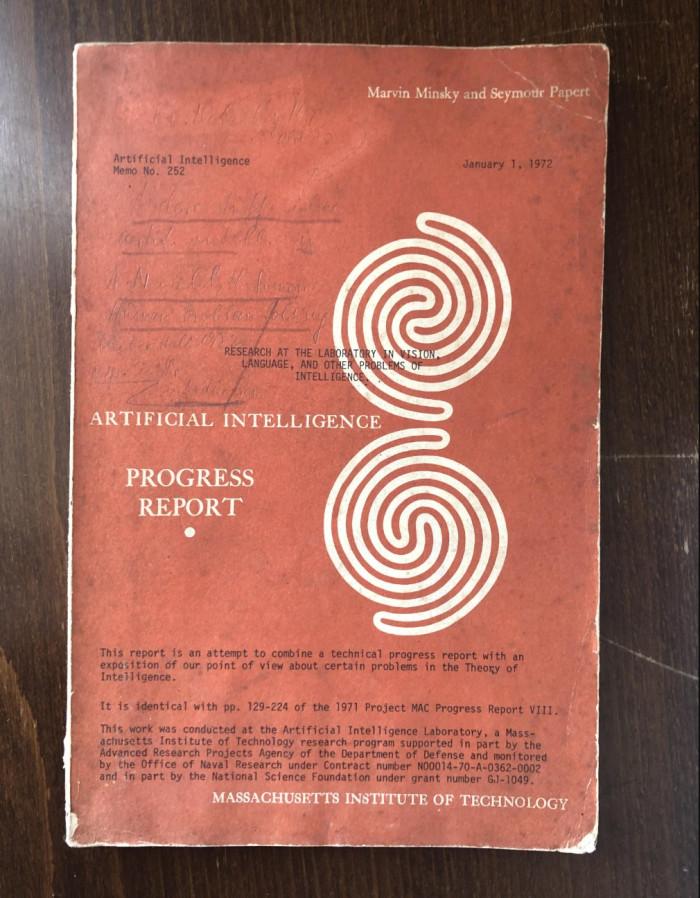 Marvin Minsky and Seymour Papert
Artificial Intelligence
Memo No. 252
January 1, 1972
RESEARCH AT THE LABORATORY IN VISION,
LANGUAGE, AND OTHER PROBLEMS OF
INTELLIGENCE.
ARTIFICIAL INTELLIGENCE
PROGRESS
REPORT
This report is an attempt to combine a technical progress report with an
exposition of our point of view about certain problems in the Theory of
Intelligence.
It is identical with pp. 129-224 of the 1971 Project MAC Progress Report VIII.
This work was conducted at the Artificial Intelligence Laboratory, a Mass-
achusetts Institute of Technology research program supported in part by the
Advanced Research Projects Agency of the Department of Defense and monitored
by the Office of Naval Research under Contract number N00014-70-A-0362-0002
and in part by the National Science Foundation under grant number GJ-1049.
MASSACHUSETTS INSTITUTE OF TECHNOLOGY